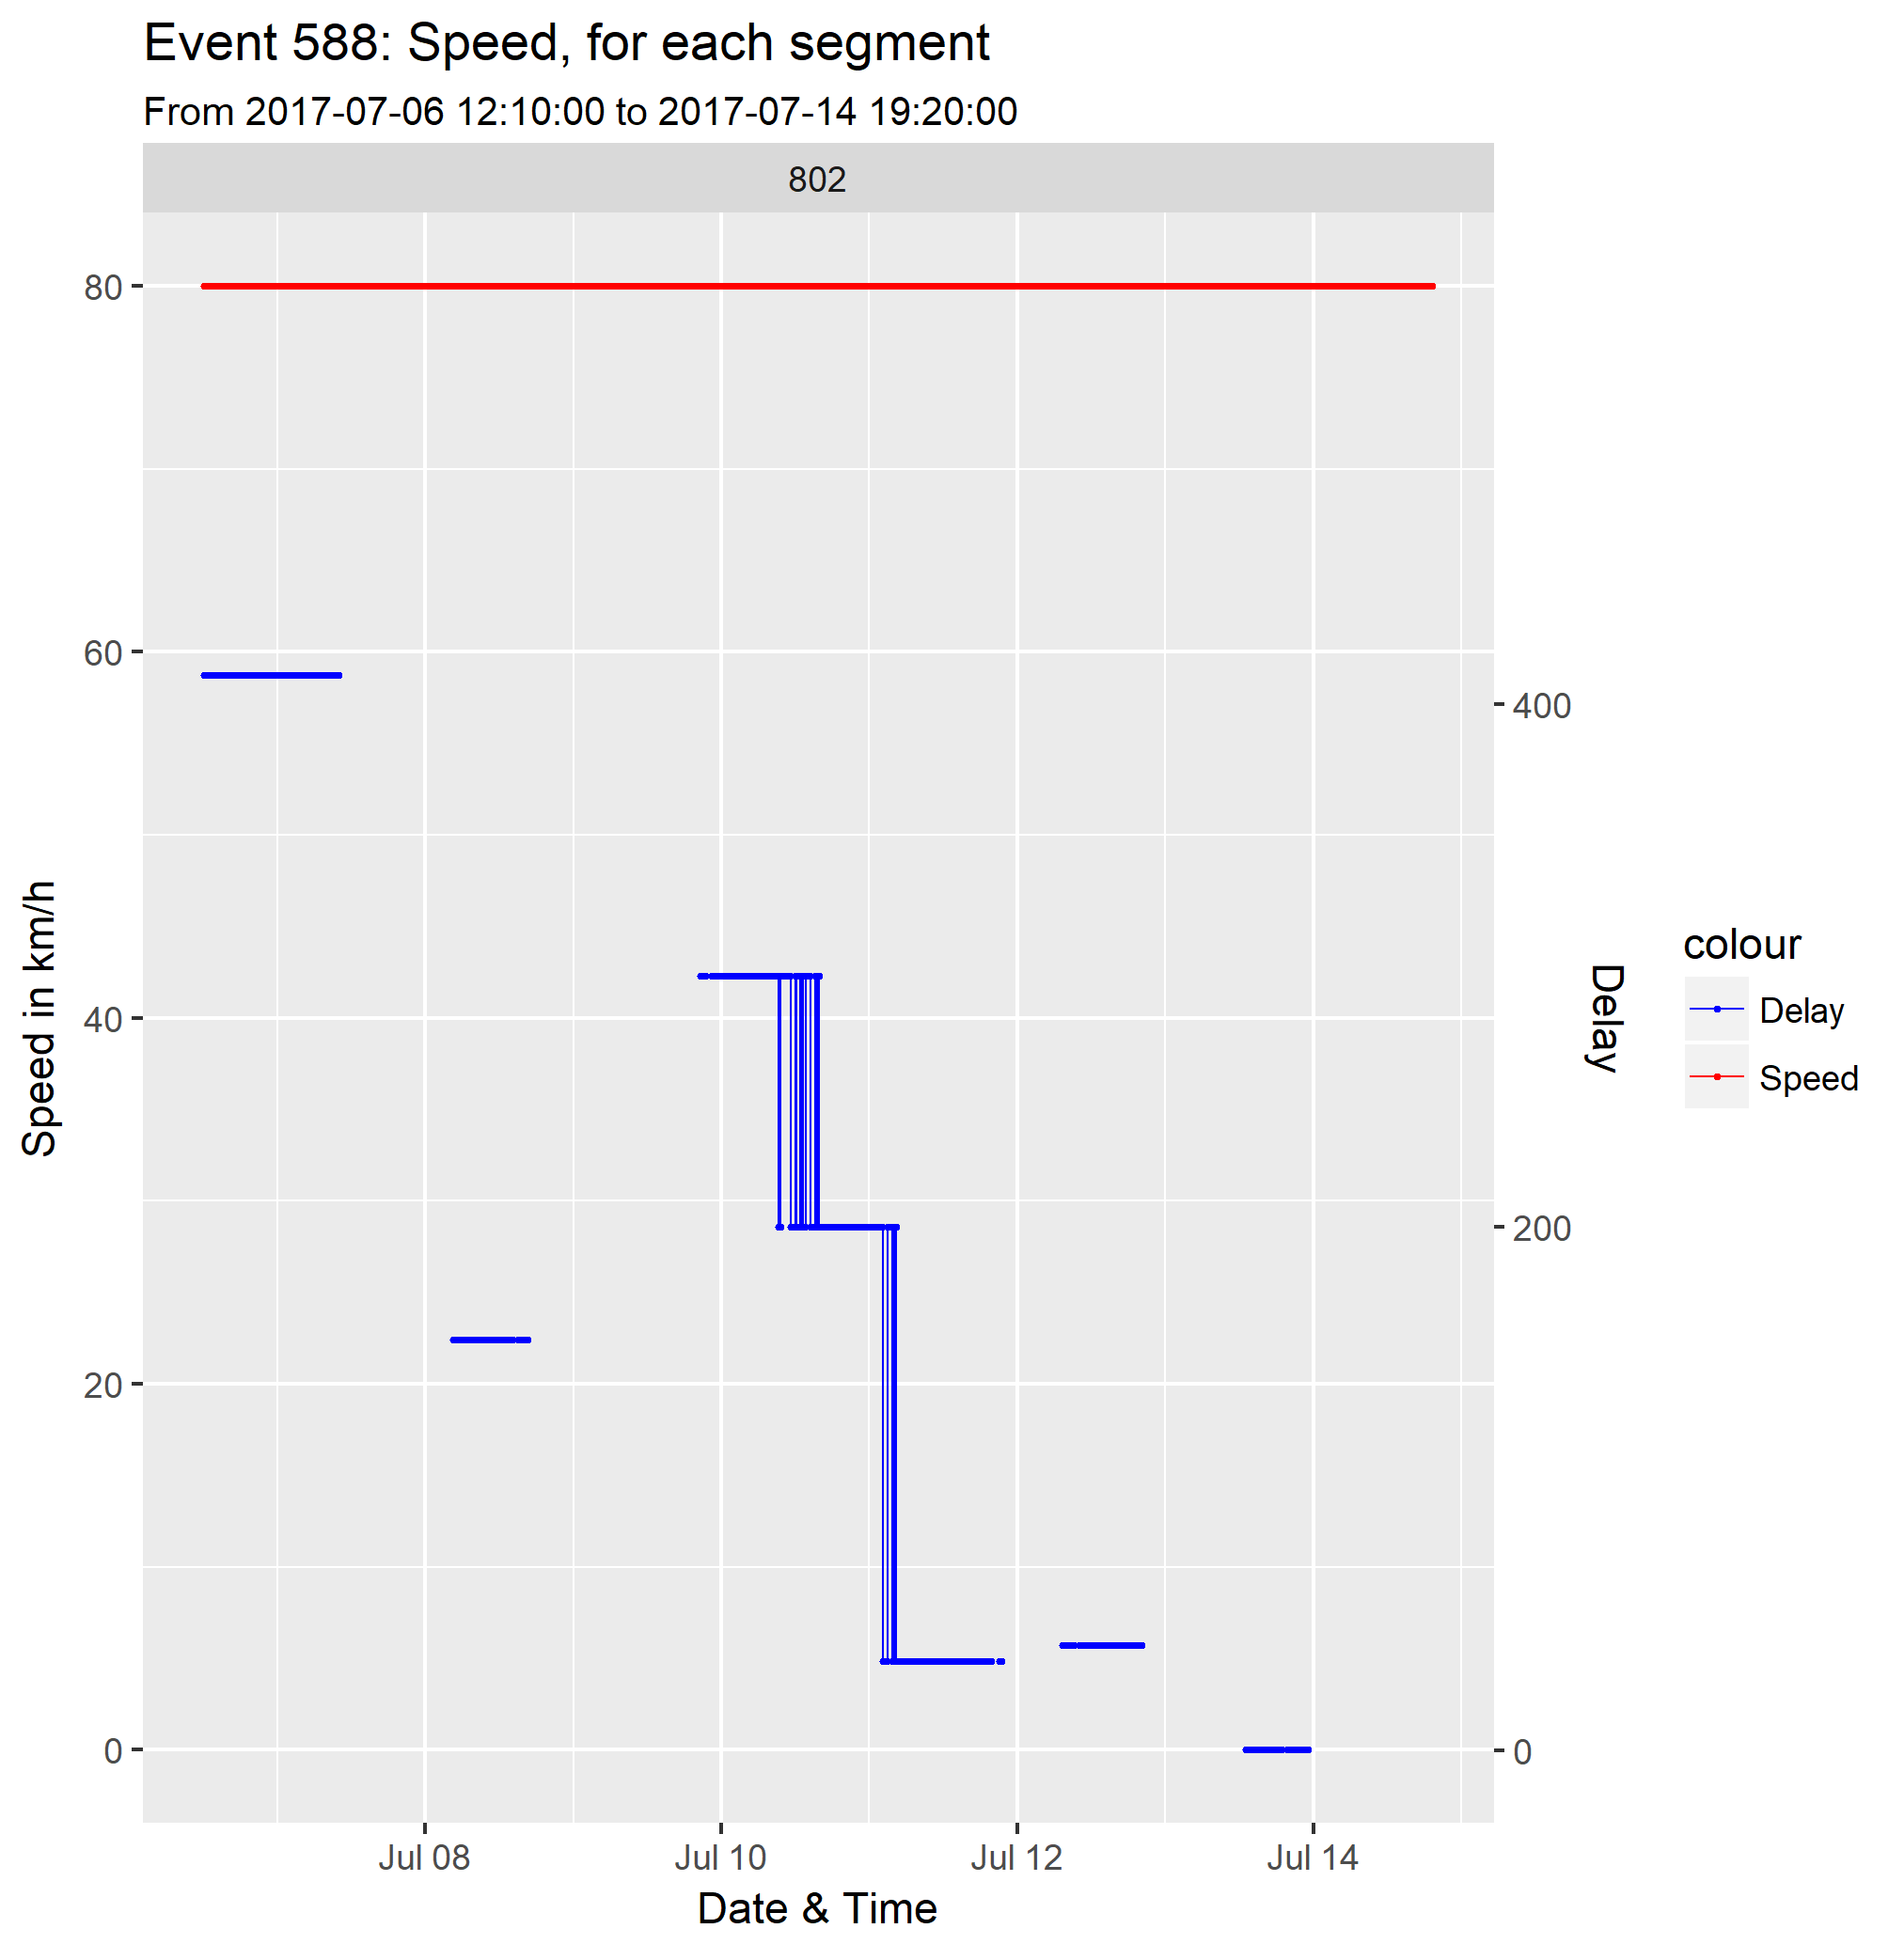 Event 588: Speed, for each segment
From 2017-07-06 12:10:00 to 2017-07-14 19:20:00
802
80
60
40
20
0
Speed in km/h
400
200
0
Delay
colour
Delay
Speed
Jul 08
Jul 10
Jul 12
Jul 14
Date & Time